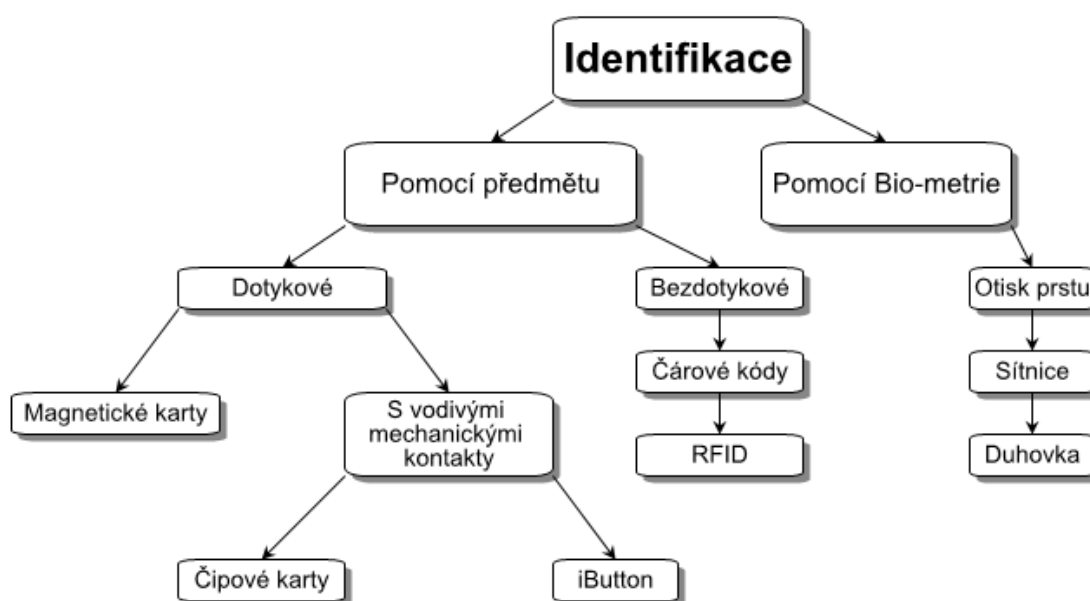 Identifikace
Pomocí předmětu
Pomocí Bio-metrie
Dotykové
Bezdotykové
Otisk prstu
Čárové kódy
Sítnice
Magnetické karty
S vodivými
mechanickými
kontakty
RFID
Duhovka
Čipové karty
iButton